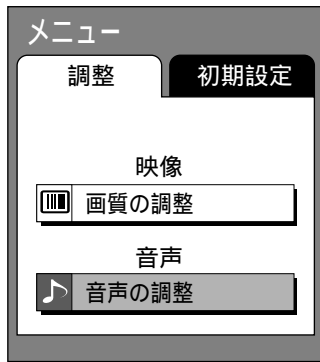 メニュー
調整 初期設定
映像
画質の調整
音声
音声の調整